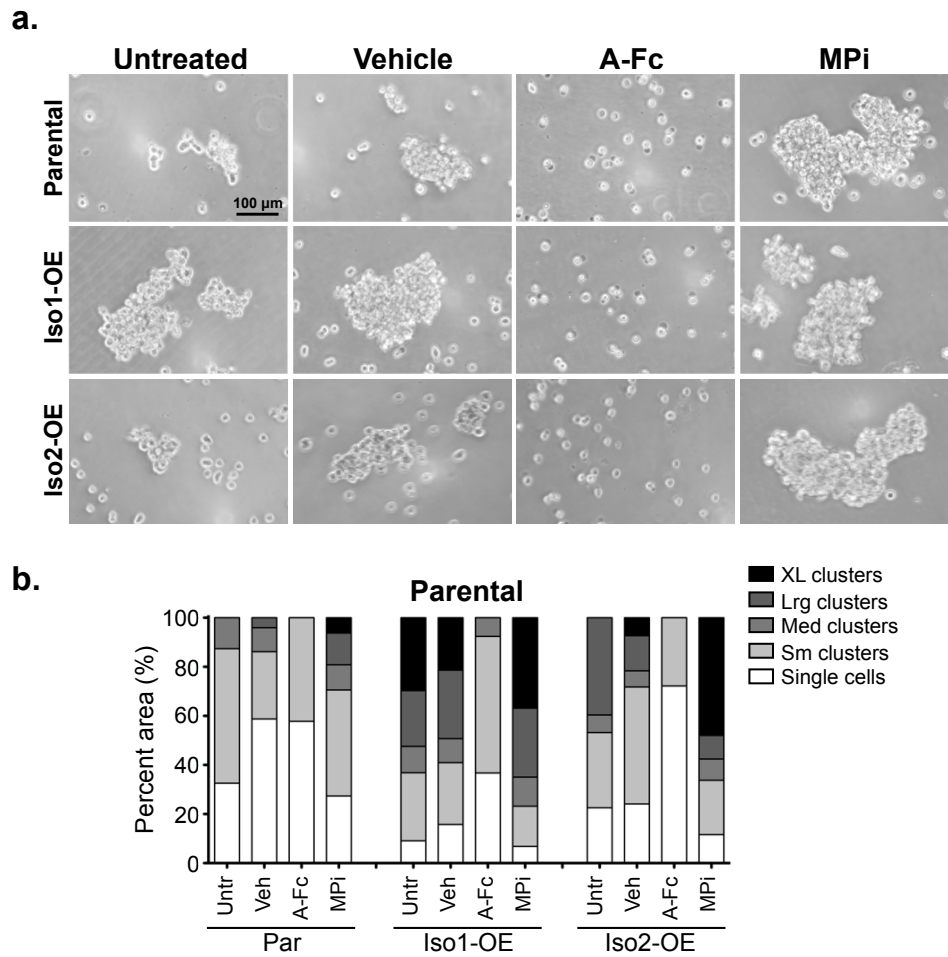 a.
Untreated Vehicle A-Fc MPi
Parental
100 µm
Iso1-OE
Iso2-OE
b.
Parental
XL clusters
Lrg clusters
Med clusters
Sm clusters
Single cells
Percent area (%)
100
80
60
40
20
0
Untr Veh A-Fc MPi Untr Veh A-Fc MPi Untr Veh A-Fc MPi
Par Iso1-OE Iso2-OE